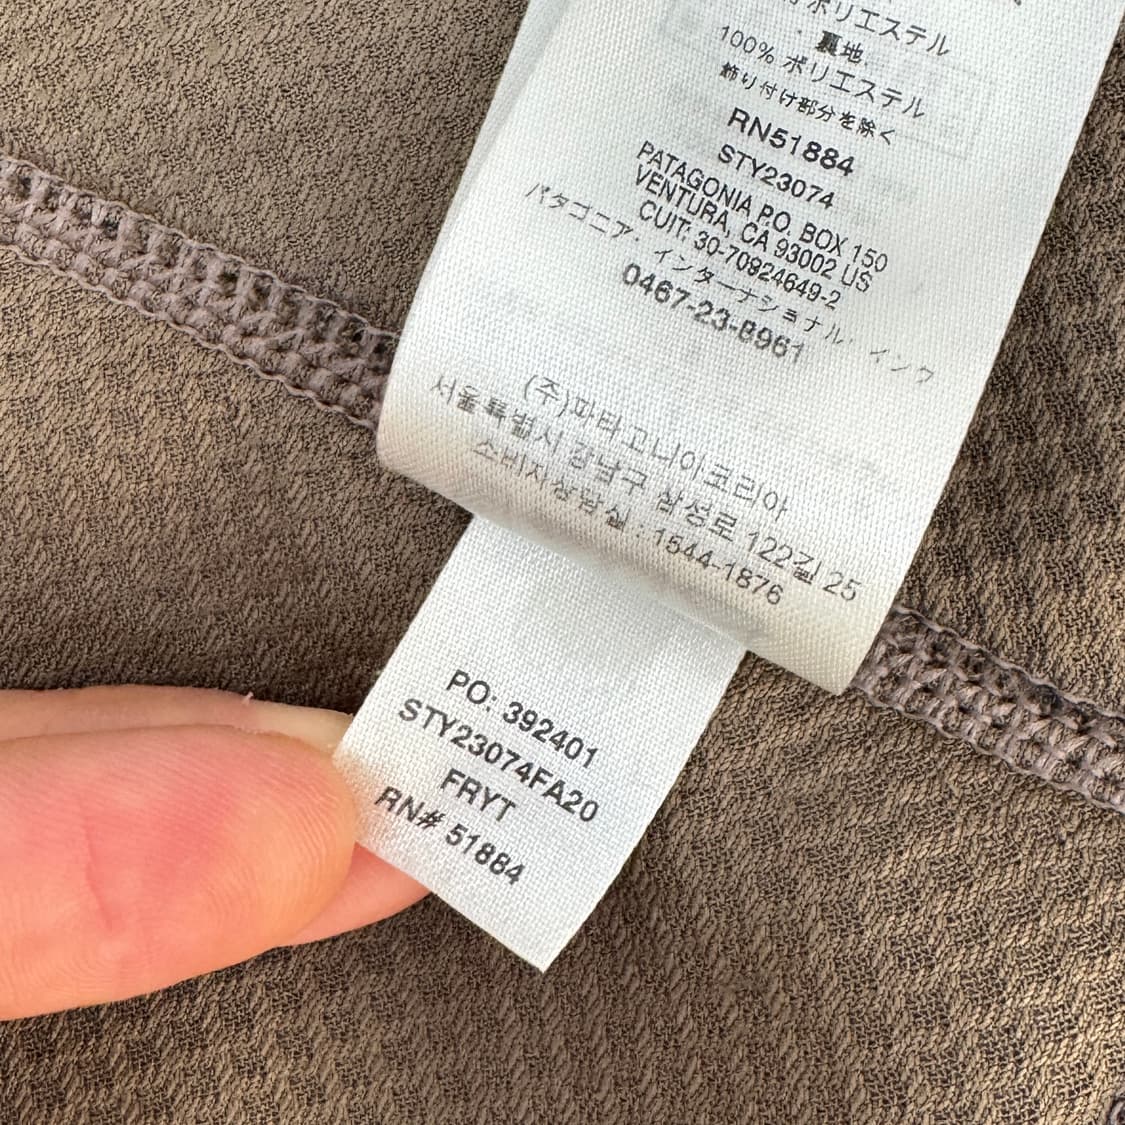 ポリエステル
裏地
100% ポリエステル
飾り付け部分を除く
RN51884
STY23074
PATAGONIA P.O. BOX 150
VENTURA, CA 93002 US
CUIT: 30-70924649-2
パタゴニア・インターナショナル・インク
0467-23-8961
(주)파타고니아코리아
서울특별시 강남구 삼성로 122길 25
소비자상담실 : 1544-1876
PO: 392401
STY23074FA20
FRYT
RN# 51884